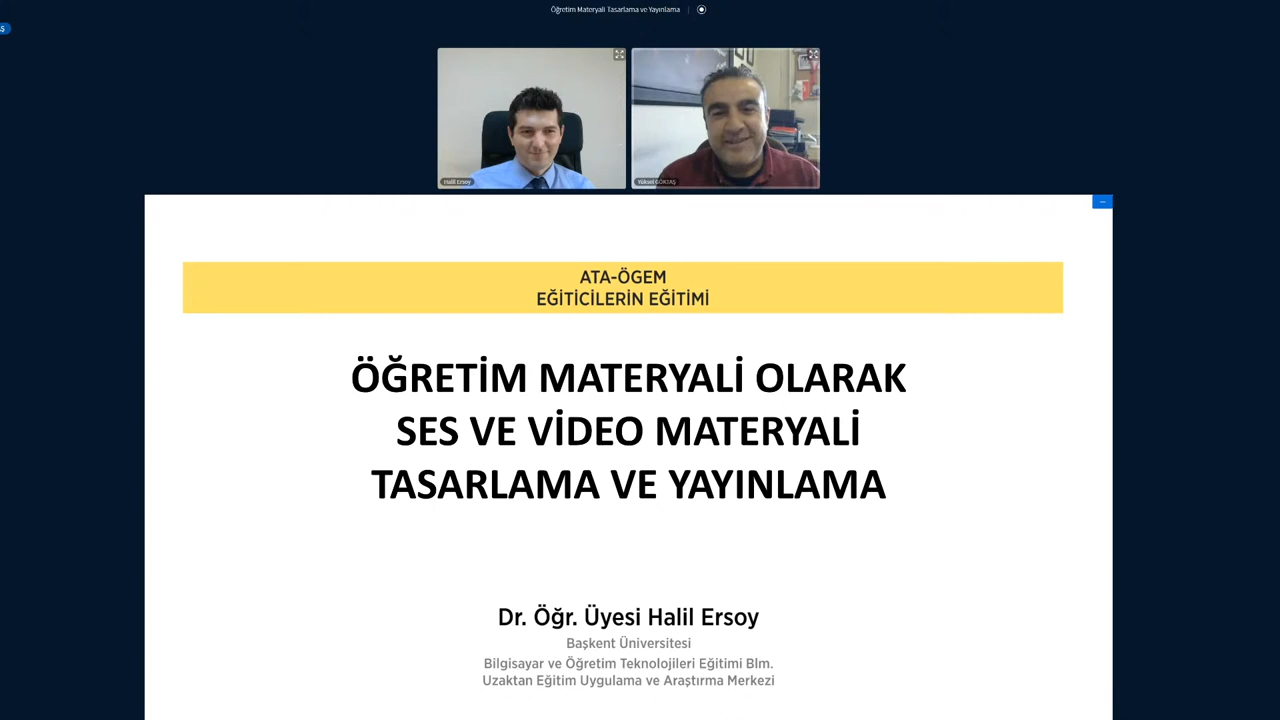 Öğretim Materyali Tasarlama ve Yayınlama
Halil Ersoy
Yüksel GÖKTAŞ
ATA-ÖGEM
EĞİTİCİLERİN EĞİTİMİ
ÖĞRETİM MATERYALİ OLARAK
SES VE VİDEO MATERYALİ
TASARLAMA VE YAYINLAMA
Dr. Öğr. Üyesi Halil Ersoy
Başkent Üniversitesi
Bilgisayar ve Öğretim Teknolojileri Eğitimi Blm.
Uzaktan Eğitim Uygulama ve Araştırma Merkezi